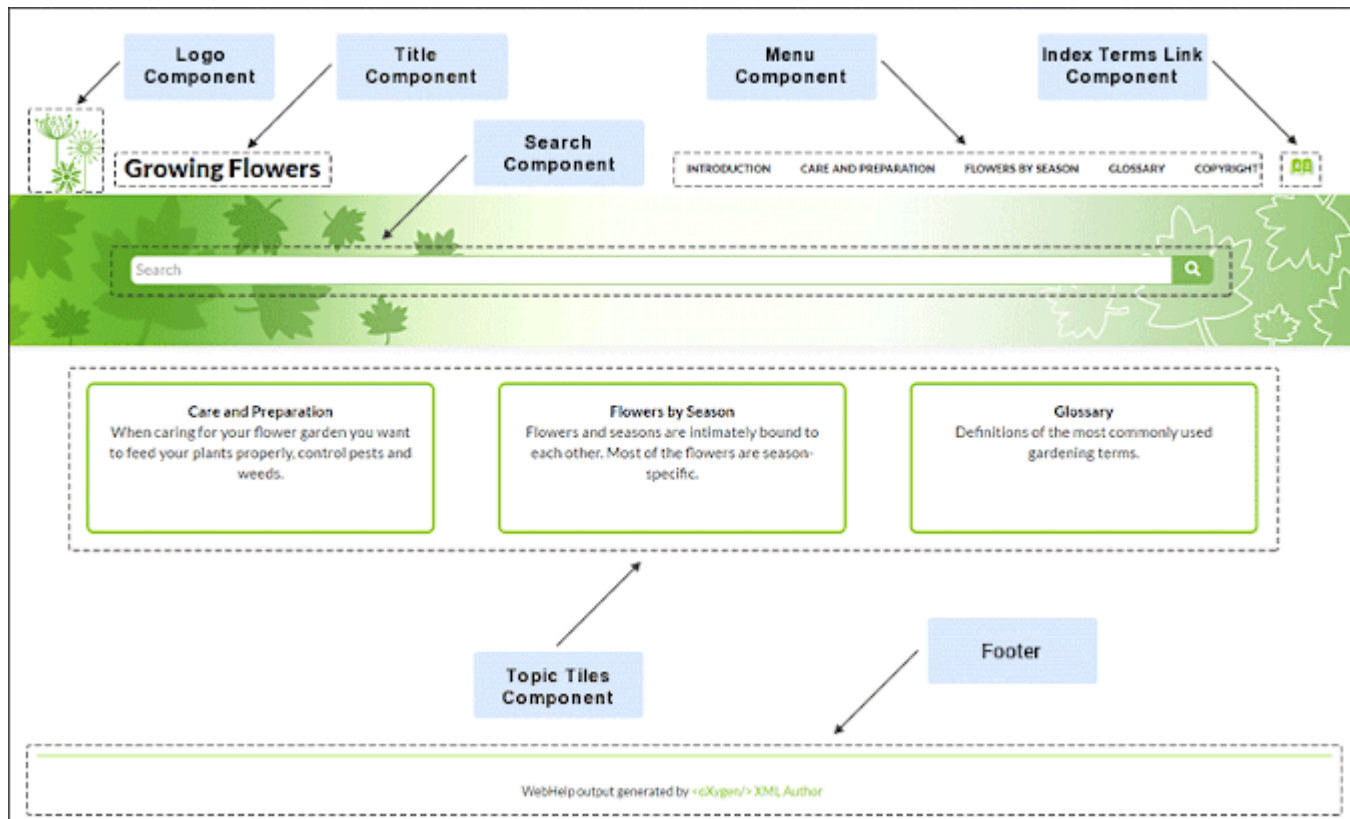 Logo
Component
Title
Component
Menu
Component
Index Terms Link
Component
Search
Component
Growing Flowers
INTRODUCTION CARE AND PREPARATION FLOWERS BY SEASON GLOSSARY COPYRIGHT
Search
Care and Preparation
When caring for your flower garden you want
to feed your plants properly, control pests and
weeds.
Flowers by Season
Flowers and seasons are intimately bound to
each other. Most of the flowers are season-
specific.
Glossary
Definitions of the most commonly used
gardening terms.
Topic Tiles
Component
Footer
WebHelp output generated by <oXygen/> XML Author